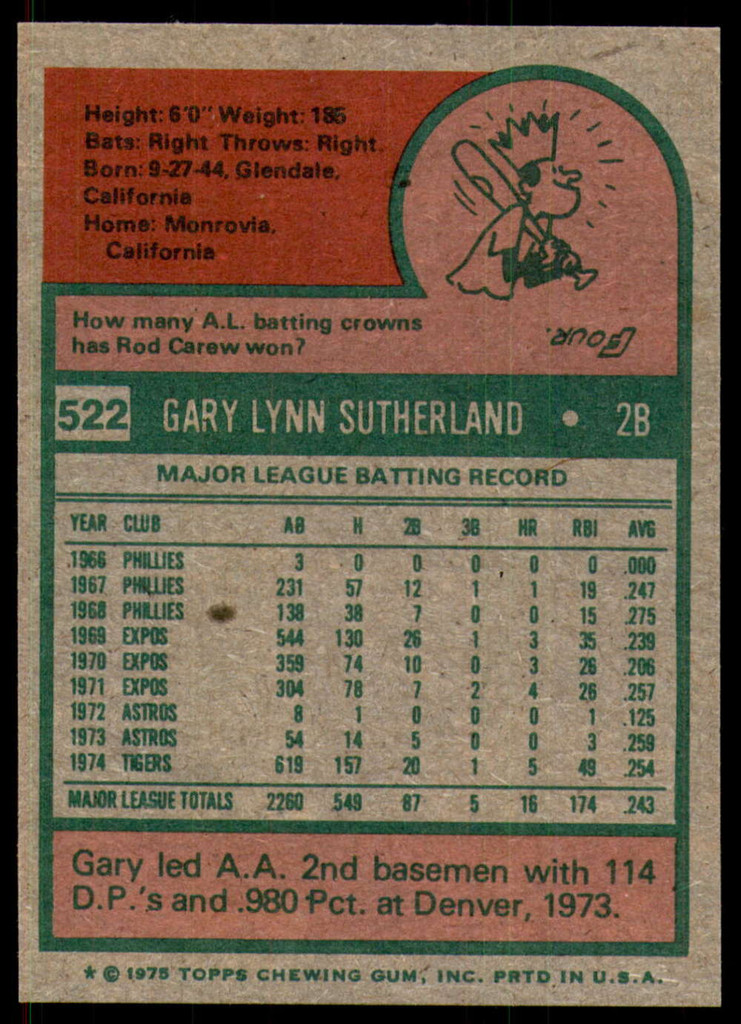 Height: 6'0" Weight: 185
Bats: Right Throws: Right
Born: 9-27-44, Glendale,
California
Home: Monrovia,
California
How many A.L. batting crowns
has Rod Carew won?
Four.
522 GARY LYNN SUTHERLAND • 2B
MAJOR LEAGUE BATTING RECORD
YEAR CLUB AB H 2B 3B HR RBI AVG
1966 PHILLIES 3 0 0 0 0 0 .000
1967 PHILLIES 231 57 12 1 1 19 .247
1968 PHILLIES 138 38 7 0 0 15 .275
1969 EXPOS 544 130 26 1 3 35 .239
1970 EXPOS 359 74 10 0 3 26 .206
1971 EXPOS 304 78 7 2 4 26 .257
1972 ASTROS 8 1 0 0 0 1 .125
1973 ASTROS 54 14 5 0 0 3 .259
1974 TIGERS 619 157 20 1 5 49 .254
MAJOR LEAGUE TOTALS 2260 549 87 5 16 174 .243
Gary led A.A. 2nd basemen with 114
D.P.'s and .980 Pct. at Denver, 1973.
* © 1975 TOPPS CHEWING GUM, INC. PRTD IN U.S.A.